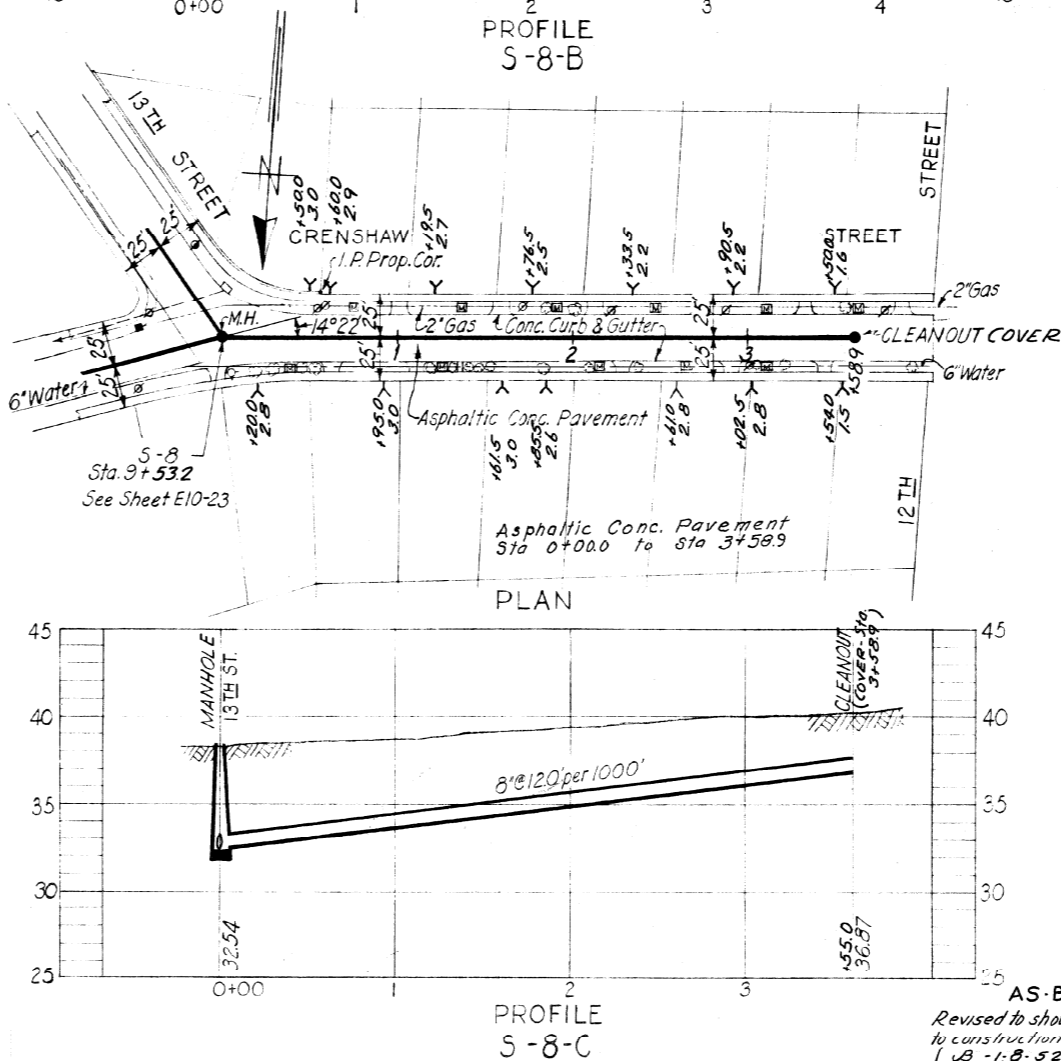 0+00 1 2 3 4
PROFILE
S-8-B
13TH STREET
STREET
CRENSHAW STREET
+50.0 3.0
+60.0 2.9
+19.5 2.7
+76.5 2.5
+33.5 2.2
+90.5 2.2
1.6
I.P. Prop. Cor.
25'
25'
2" Gas
M.H.
14°22'
25'
2" Gas
Conc. Curb & Gutter
25'
1 2 3
CLEANOUT COVER
+58.9
25'
25'
25'
25'
6" Water
6" Water
+20.0 2.8
+95.0 3.0
Asphaltic Conc. Pavement
+61.5 3.0
+85.5 2.6
+61.0 2.8
+02.5 2.8
+54.0 1.5
S-8
Sta. 9+53.2
See Sheet E10-23
12TH
Asphaltic Conc. Pavement
Sta 0+00.0 to Sta 3+58.9
PLAN
45 45
MANHOLE
13TH ST.
CLEANOUT
(COVER-Sta.
3+58.9)
40 40
8" @ 12.0' per 1000'
35 35
30 30
32.54
+55.0
36.87
25 25
0+00 1 2 3
PROFILE
S-8-C
Revised to
to construction